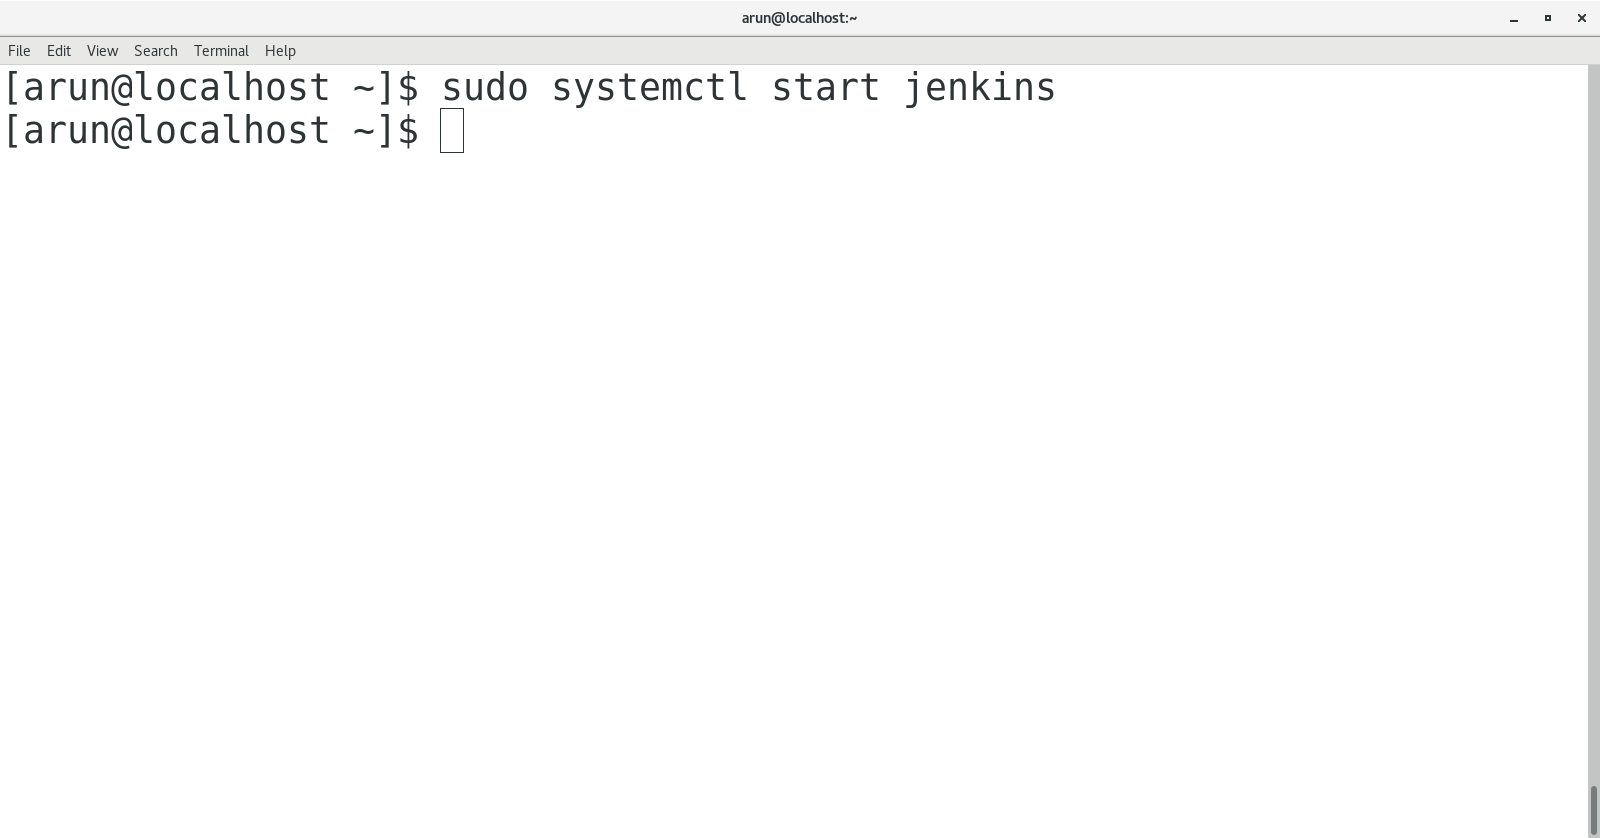 arun@localhost:~
File Edit View Search Terminal Help
[arun@localhost ~]$ sudo systemctl start jenkins
[arun@localhost ~]$